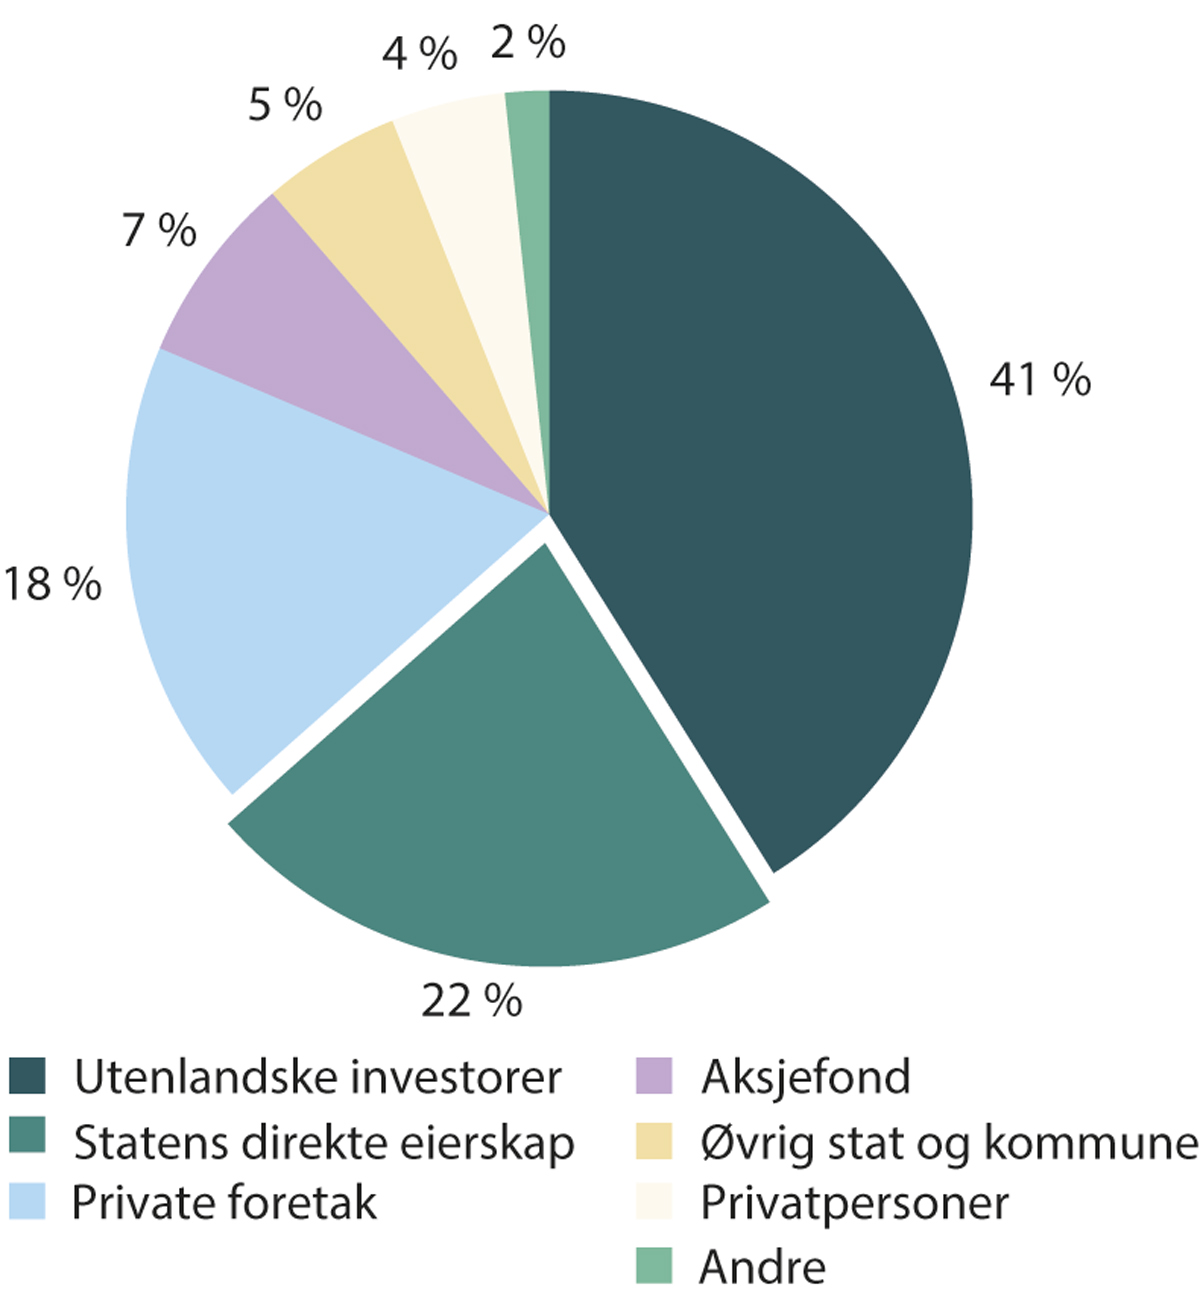 2 %
4 %
5 %
7 %
41 %
18 %
22 %
Utenlandske investorer
Statens direkte eierskap
Private foretak
Aksjefond
Øvrig stat og kommune
Privatpersoner
Andre